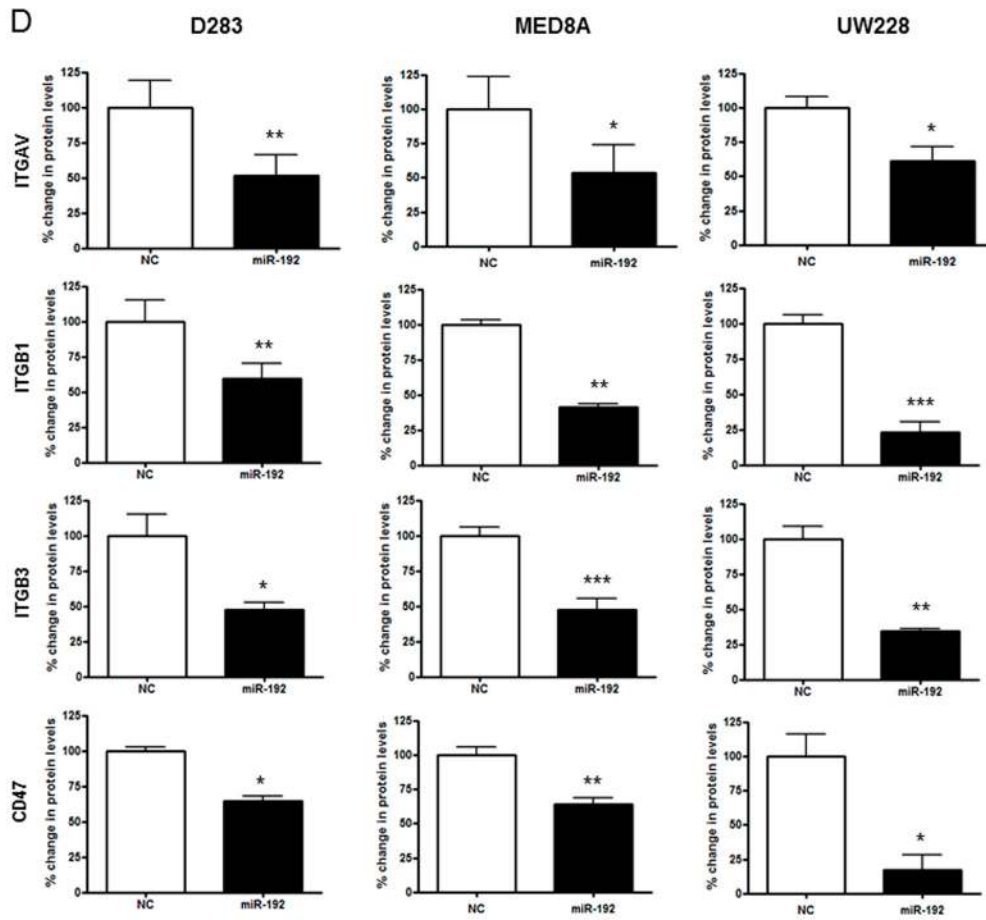 D
D283 MED8A UW228
ITGAV
% change in protein levels
125
100
75
50
25
0
**
NC miR-192
% change in protein levels
125
100
75
50
25
0
*
NC miR-192
% change in protein levels
125
100
75
50
25
0
*
NC miR-192
ITGB1
% change in protein levels
125
100
75
50
25
0
**
NC miR-192
% change in protein levels
125
100
75
50
25
0
**
NC miR-192
% change in protein levels
125
100
75
50
25
0
***
NC miR-192
ITGB3
% change in protein levels
125
100
75
50
25
0
*
NC miR-192
% change in protein levels
125
100
75
50
25
0
***
NC miR-192
% change in protein levels
125
100
75
50
25
0
**
NC miR-192
CD47
% change in protein levels
125
100
75
50
25
0
*
NC miR-192
% change in protein levels
125
100
75
50
25
0
**
NC miR-192
% change in protein levels
125
100
75
50
25
0
*
NC miR-192